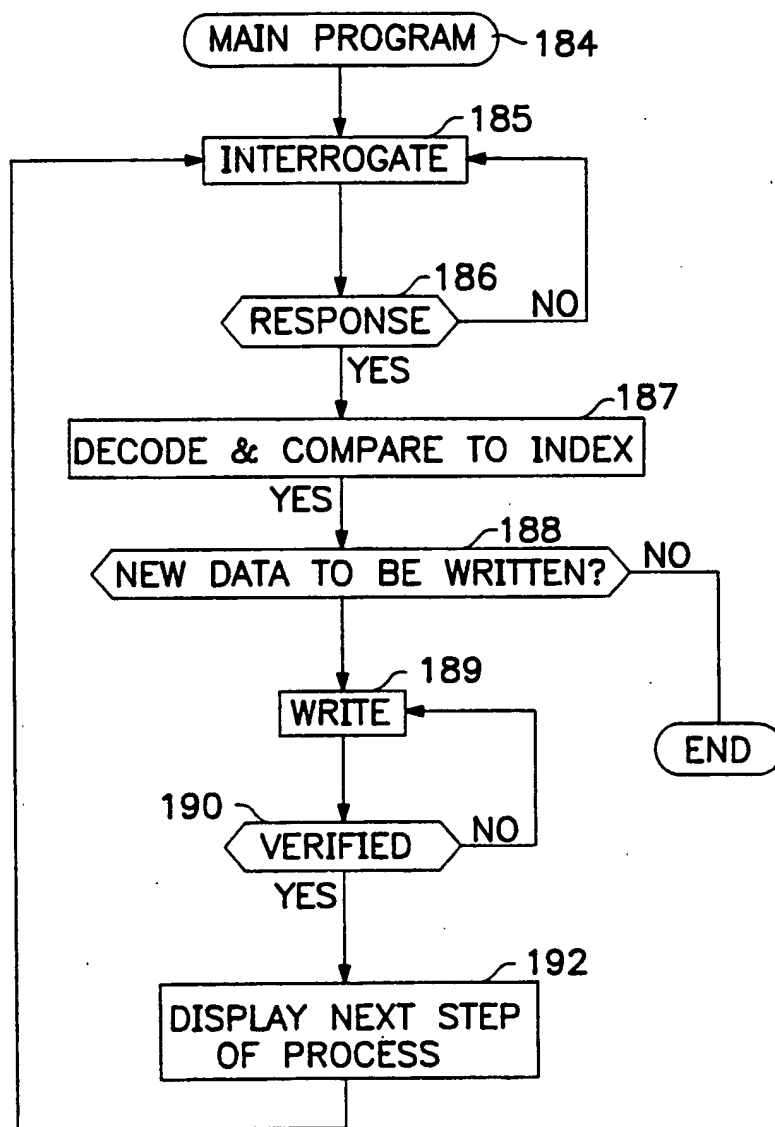 MAIN PROGRAM
184
185
INTERROGATE
186
RESPONSE
NO
YES
187
DECODE & COMPARE TO INDEX
YES
188
NEW DATA TO BE WRITTEN?
NO
189
WRITE
END
190
VERIFIED
NO
YES
192
DISPLAY NEXT STEP
OF PROCESS